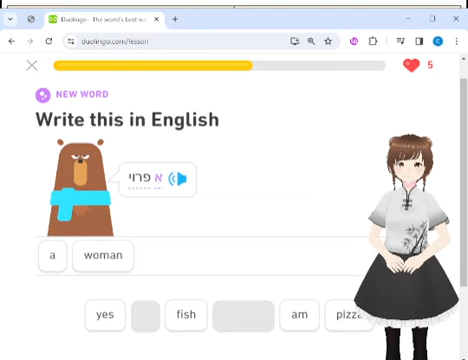 Duolingo - The world's best wa
duolingo.com/lesson
5
NEW WORD
Write this in English
א פרוי
a woman
yes fish am pizza